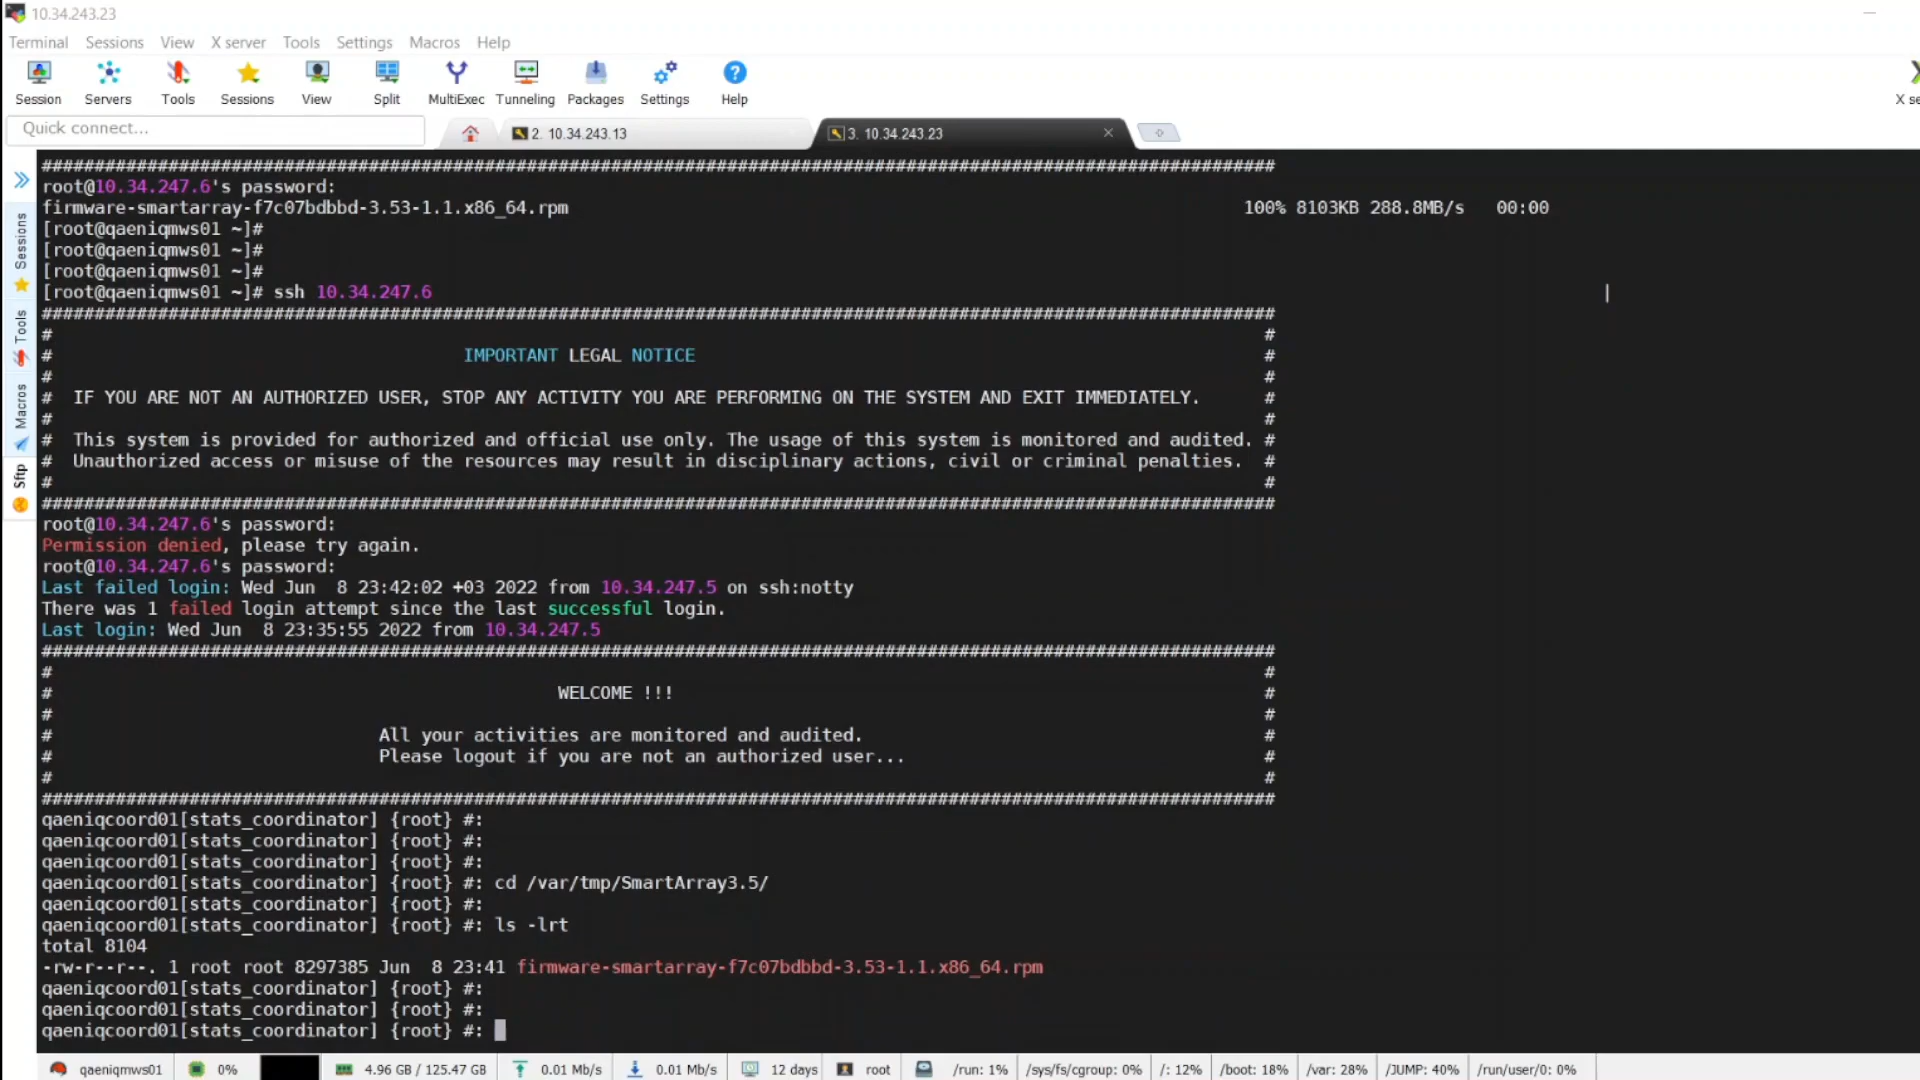 10.34.243.23
Terminal Sessions View X server Tools Settings Macros Help
Session Servers Tools Sessions View Split MultiExec Tunneling Packages Settings Help
Quick connect... 2. 10.34.243.13 3. 10.34.243.23
Sessions
Tools
Macros
Sftp
###########################################################################################################
root@10.34.247.6's password:
firmware-smartarray-f7c07bdbbd-3.53-1.1.x86_64.rpm 100% 8103KB 288.8MB/s 00:00
[root@qaeniqmws01 ~]#
[root@qaeniqmws01 ~]#
[root@qaeniqmws01 ~]#
[root@qaeniqmws01 ~]# ssh 10.34.247.6
###########################################################################################################
# #
# IMPORTANT LEGAL NOTICE #
# #
# IF YOU ARE NOT AN AUTHORIZED USER, STOP ANY ACTIVITY YOU ARE PERFORMING ON THE SYSTEM AND EXIT IMMEDIATELY. #
# #
# This system is provided for authorized and official use only. The usage of this system is monitored and audited. #
# Unauthorized access or misuse of the resources may result in disciplinary actions, civil or criminal penalties. #
# #
###########################################################################################################
root@10.34.247.6's password:
Permission denied, please try again.
root@10.34.247.6's password:
Last failed login: Wed Jun  8 23:42:02 +03 2022 from 10.34.247.5 on ssh:notty
There was 1 failed login attempt since the last successful login.
Last login: Wed Jun  8 23:35:55 2022 from 10.34.247.5
###########################################################################################################
# #
# WELCOME !!! #
# #
# All your activities are monitored and audited. #
# Please logout if you are not an authorized user... #
# #
###########################################################################################################
qaeniqcoord01[stats_coordinator] {root} #:
qaeniqcoord01[stats_coordinator] {root} #:
qaeniqcoord01[stats_coordinator] {root} #:
qaeniqcoord01[stats_coordinator] {root} #: cd /var/tmp/SmartArray3.5/
qaeniqcoord01[stats_coordinator] {root} #:
qaeniqcoord01[stats_coordinator] {root} #: ls -lrt
total 8104
-rw-r--r--. 1 root root 8297385 Jun  8 23:41 firmware-smartarray-f7c07bdbbd-3.53-1.1.x86_64.rpm
qaeniqcoord01[stats_coordinator] {root} #:
qaeniqcoord01[stats_coordinator] {root} #:
qaeniqcoord01[stats_coordinator] {root} #:
qaeniqmws01 0% 4.96 GB / 125.47 GB 0.01 Mb/s 0.01 Mb/s 12 days root /run: 1% /sys/fs/cgroup: 0% /: 12% /boot: 18% /var: 28% /JUMP: 40% /run/user/0: 0%